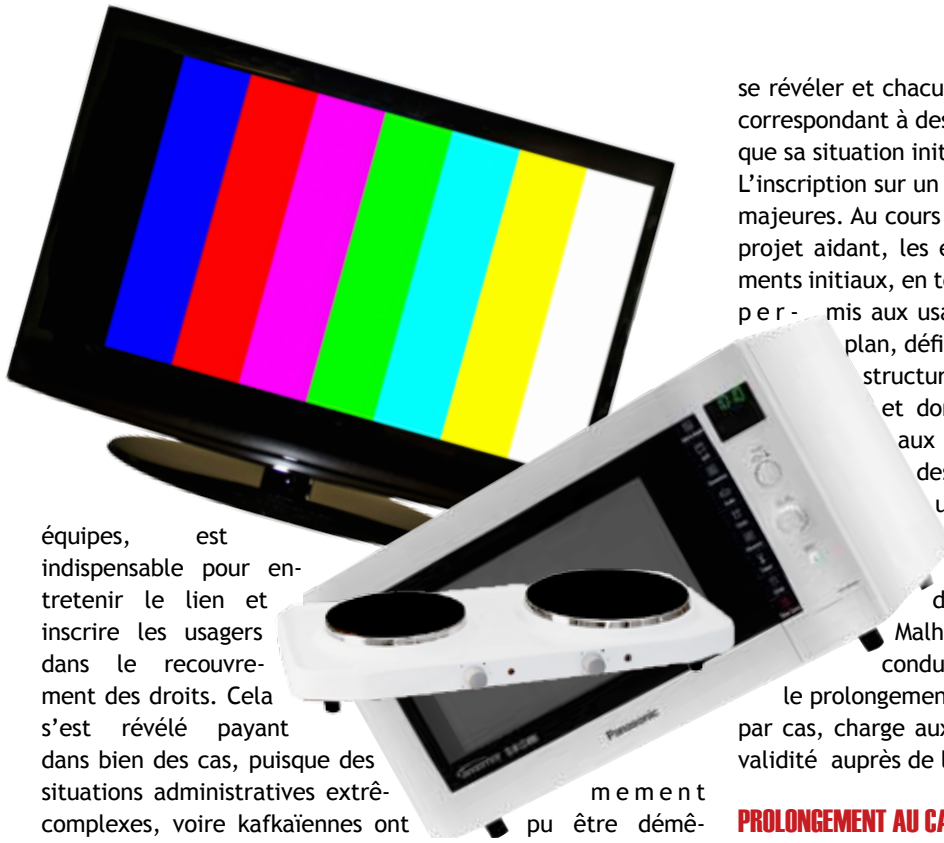 équipes, est
indispensable pour en-
tretenir le lien et
inscrire les usagers
dans le recouvre-
ment des droits. Cela
s’est révélé payant
dans bien des cas, puisque des
situations administratives extrê- mement
complexes, voire kafkaïennes ont pu être démê-
se révéler et chacu
correspondant à des
que sa situation init
L’inscription sur un
majeures. Au cours
projet aidant, les e
ments initiaux, en t
per- mis aux usa
plan, défi
structur
et do
aux
des
u
d
Malh
condu
le prolongemen
par cas, charge aux
validité auprès de l
PROLONGEMENT AU CA
Panasonic